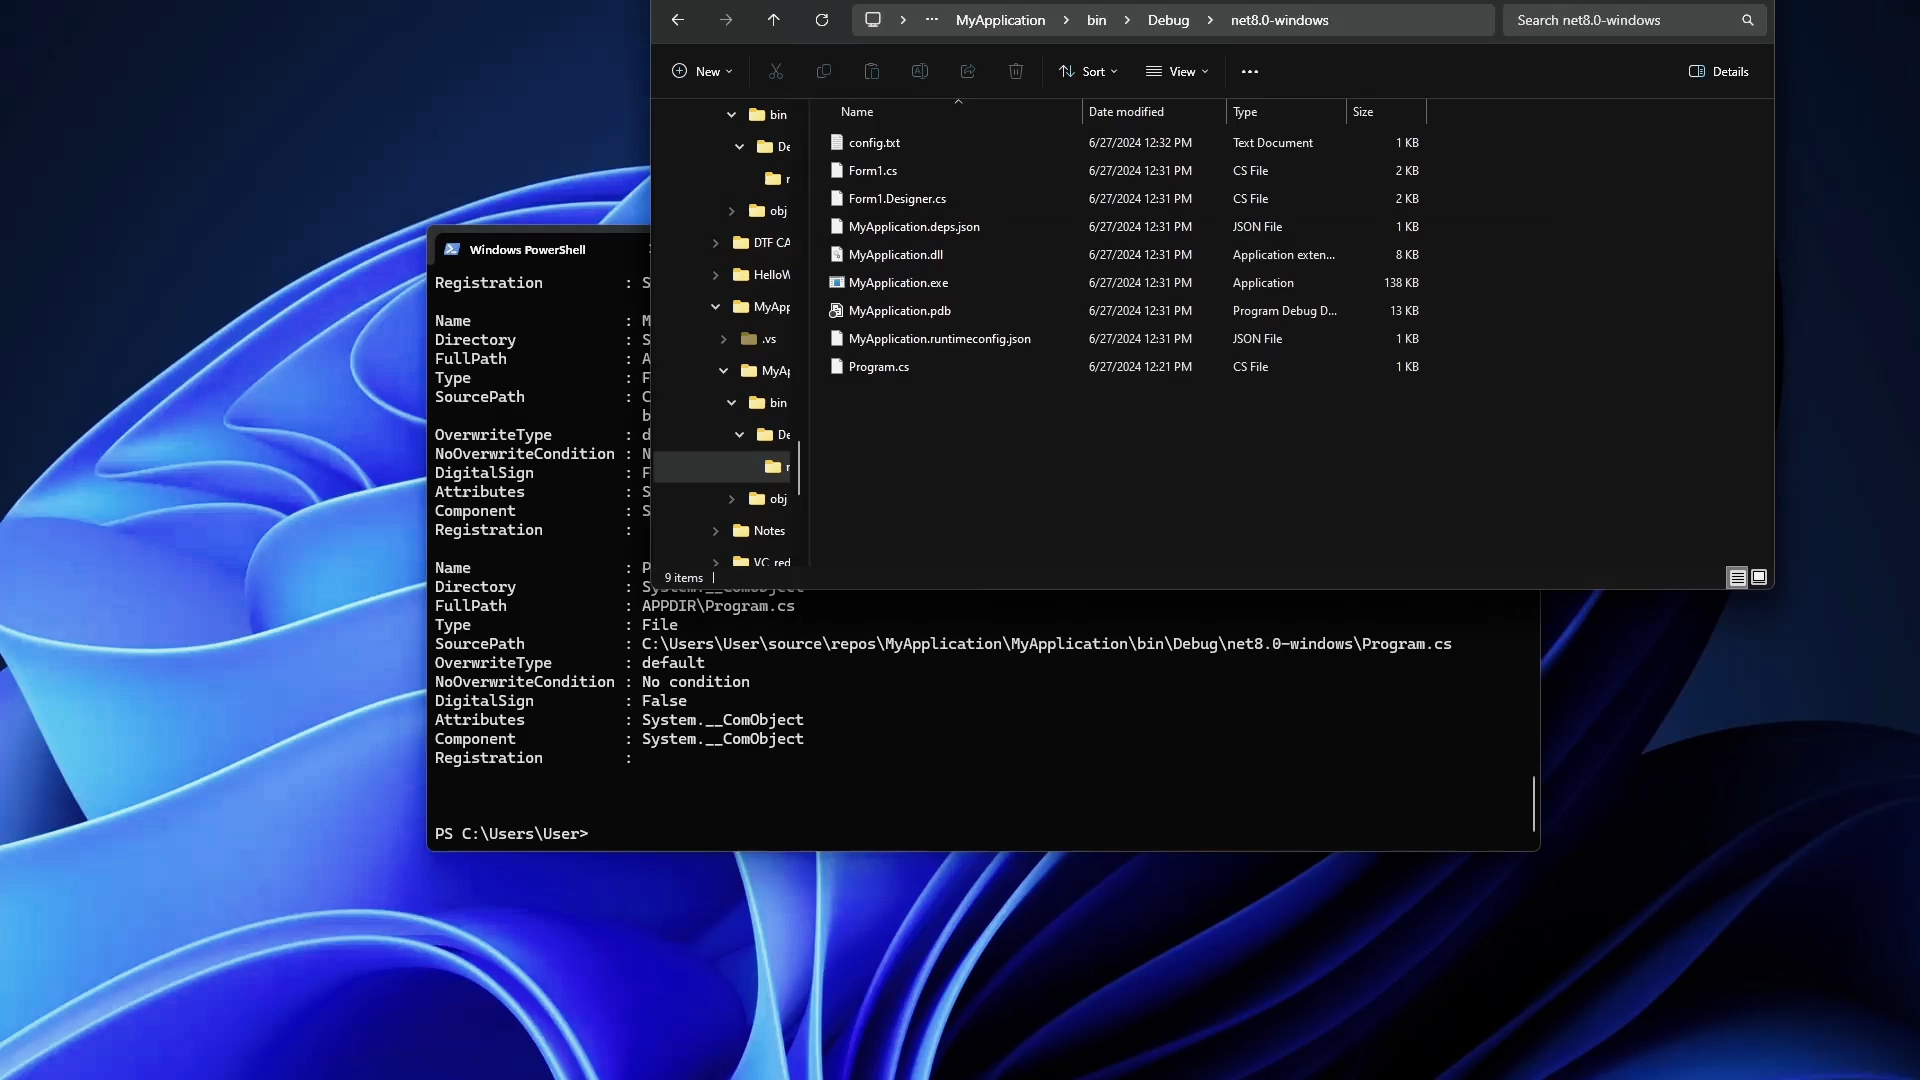 MyApplication > bin > Debug > net8.0-windows
Search net8.0-windows
New
Sort
View
Details
bin
De
obj
DTF CA
HelloW
MyApp
.vs
MyAp
bin
De
obj
Notes
VC_red
Name Date modified Type Size
config.txt 6/27/2024 12:32 PM Text Document 1 KB
Form1.cs 6/27/2024 12:31 PM CS File 2 KB
Form1.Designer.cs 6/27/2024 12:31 PM CS File 2 KB
MyApplication.deps.json 6/27/2024 12:31 PM JSON File 1 KB
MyApplication.dll 6/27/2024 12:31 PM Application exten... 8 KB
MyApplication.exe 6/27/2024 12:31 PM Application 138 KB
MyApplication.pdb 6/27/2024 12:31 PM Program Debug D... 13 KB
MyApplication.runtimeconfig.json 6/27/2024 12:31 PM JSON File 1 KB
Program.cs 6/27/2024 12:21 PM CS File 1 KB
9 items
Windows PowerShell
Registration : S
Name : M
Directory : S
FullPath : A
Type : F
SourcePath : C
b
OverwriteType : d
NoOverwriteCondition : N
DigitalSign : F
Attributes : S
Component : S
Registration :
Name : P
Directory : System.__ComObject
FullPath : APPDIR\Program.cs
Type : File
SourcePath : C:\Users\User\source\repos\MyApplication\MyApplication\bin\Debug\net8.0-windows\Program.cs
OverwriteType : default
NoOverwriteCondition : No condition
DigitalSign : False
Attributes : System.__ComObject
Component : System.__ComObject
Registration :
PS C:\Users\User>